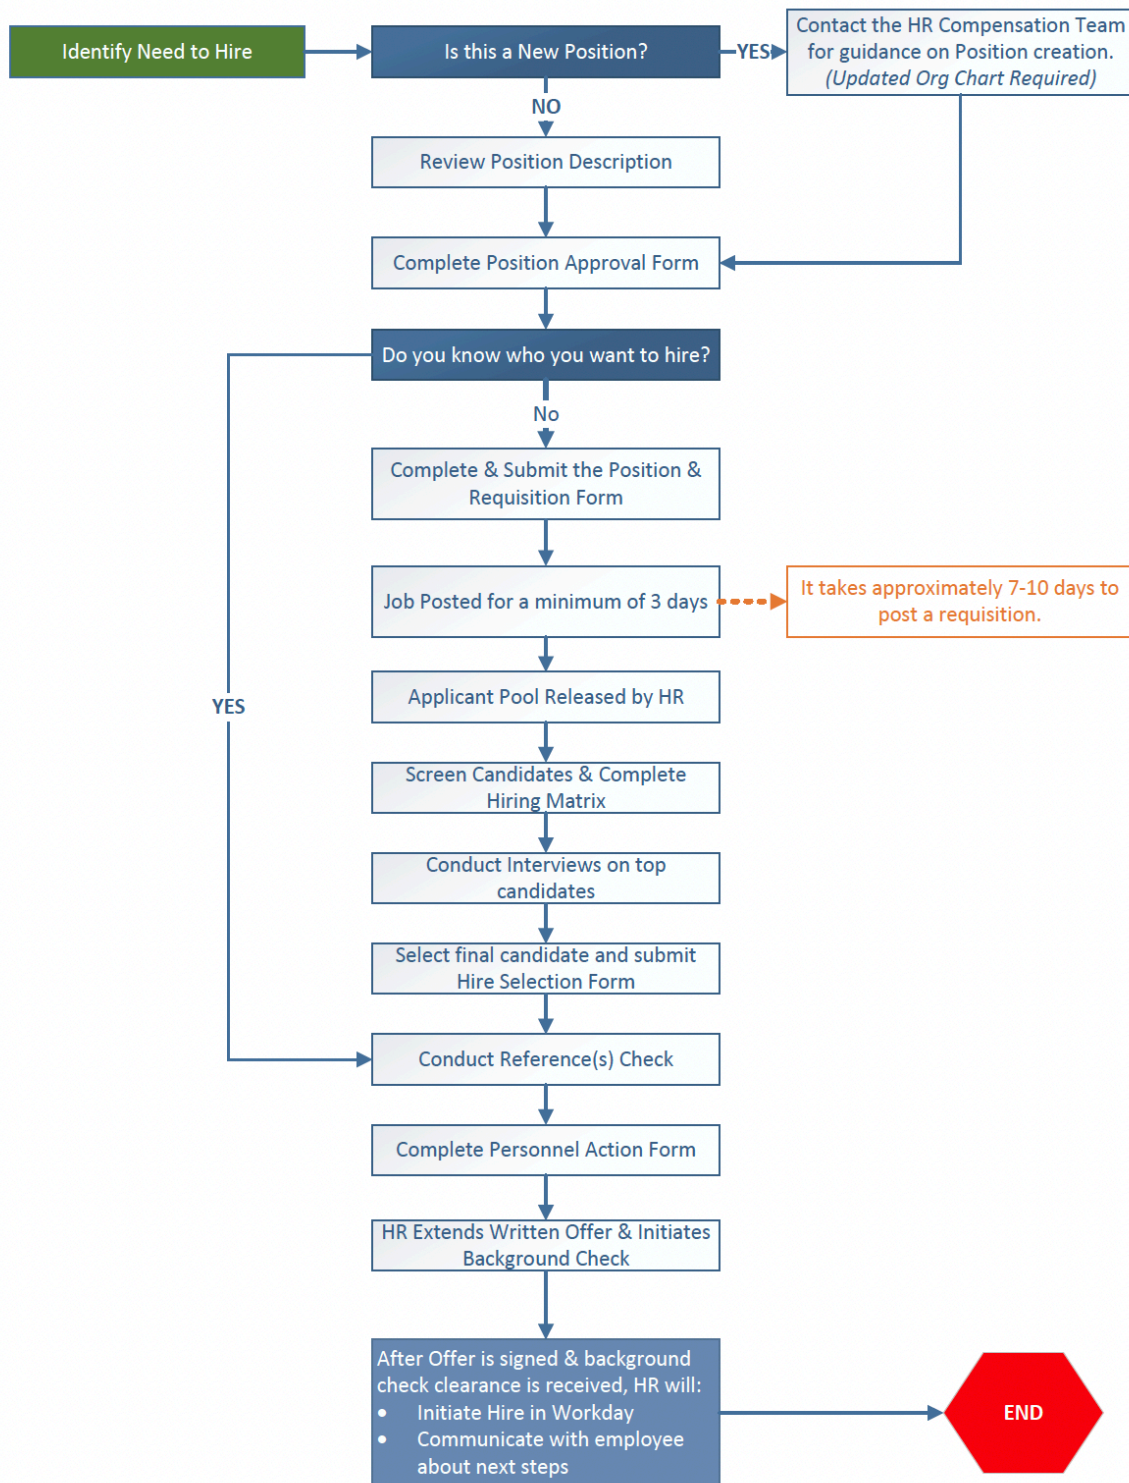 Identify Need to Hire
Is this a New Position?
YES
Contact the HR Compensation Team
for guidance on Position creation.
(Updated Org Chart Required)
NO
Review Position Description
Complete Position Approval Form
Do you know who you want to hire?
No
Complete & Submit the Position &
Requisition Form
Job Posted for a minimum of 3 days
It takes approximately 7-10 days to
post a requisition.
Applicant Pool Released by HR
YES
Screen Candidates & Complete
Hiring Matrix
Conduct Interviews on top
candidates
Select final candidate and submit
Hire Selection Form
Conduct Reference(s) Check
Complete Personnel Action Form
HR Extends Written Offer & Initiates
Background Check
After Offer is signed & background
check clearance is received, HR will:
• Initiate Hire in Workday
• Communicate with employee
about next steps
END